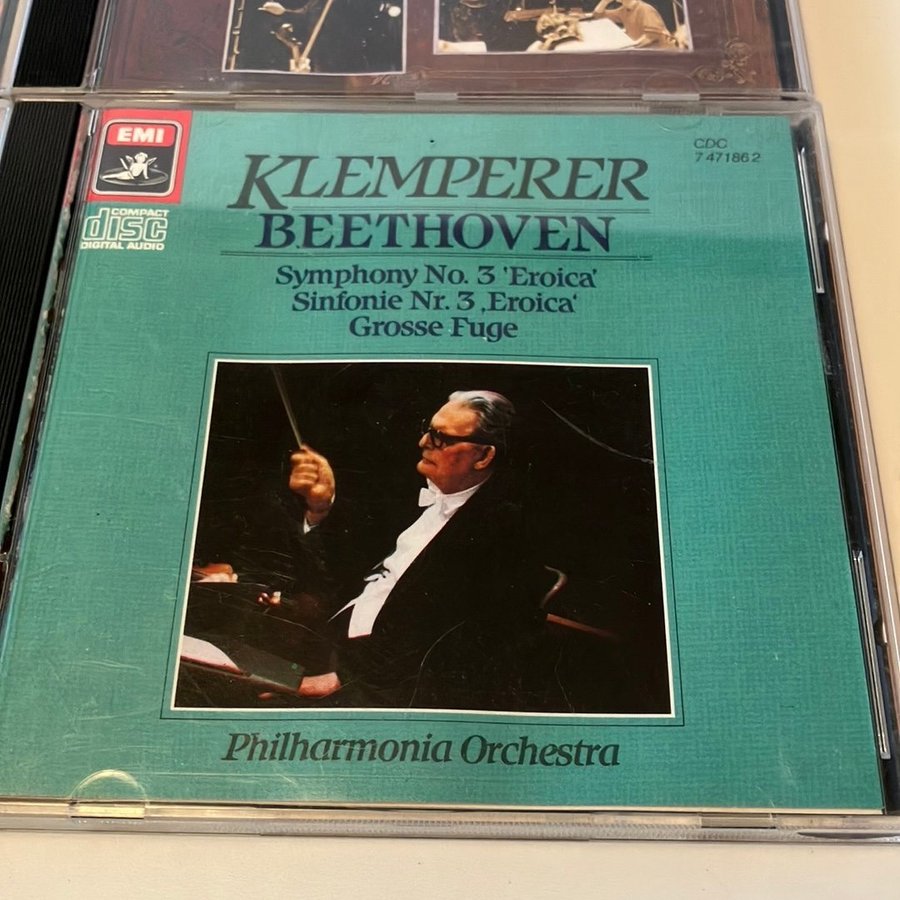 EMI
COMPACT
disc
DIGITAL AUDIO
CDC
7 47186 2
KLEMPERER
BEETHOVEN
Symphony No. 3 'Eroica'
Sinfonie Nr. 3 ‚Eroica‘
Grosse Fuge
Philharmonia Orchestra